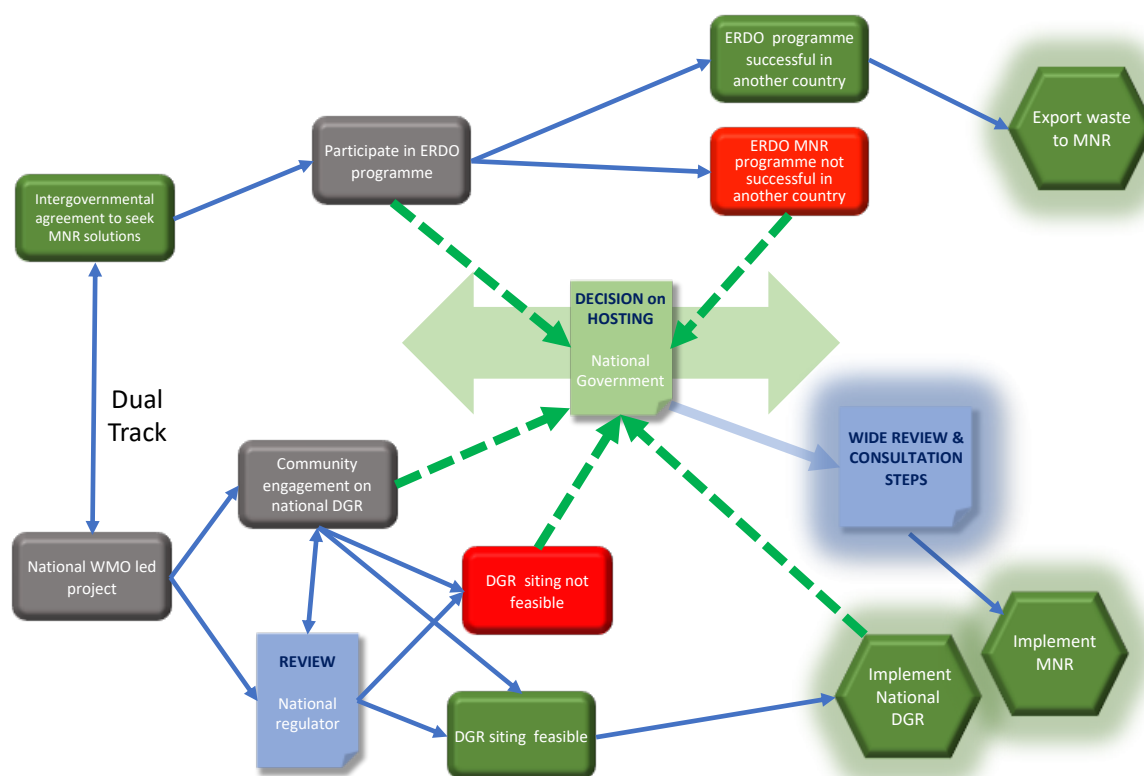 ERDO programme
successful in
another country
Export waste
to MNR
Participate in ERDO
programme
ERDO MNR
programme not
successful in
another country
Intergovernmental
agreement to seek
MNR solutions
DECISION on
HOSTING
National
Government
Dual
Track
WIDE REVIEW &
CONSULTATION
STEPS
Community
engagement on
national DGR
National WMO led
project
DGR siting not
feasible
REVIEW
National
regulator
Implement
MNR
Implement
National
DGR
DGR siting feasible